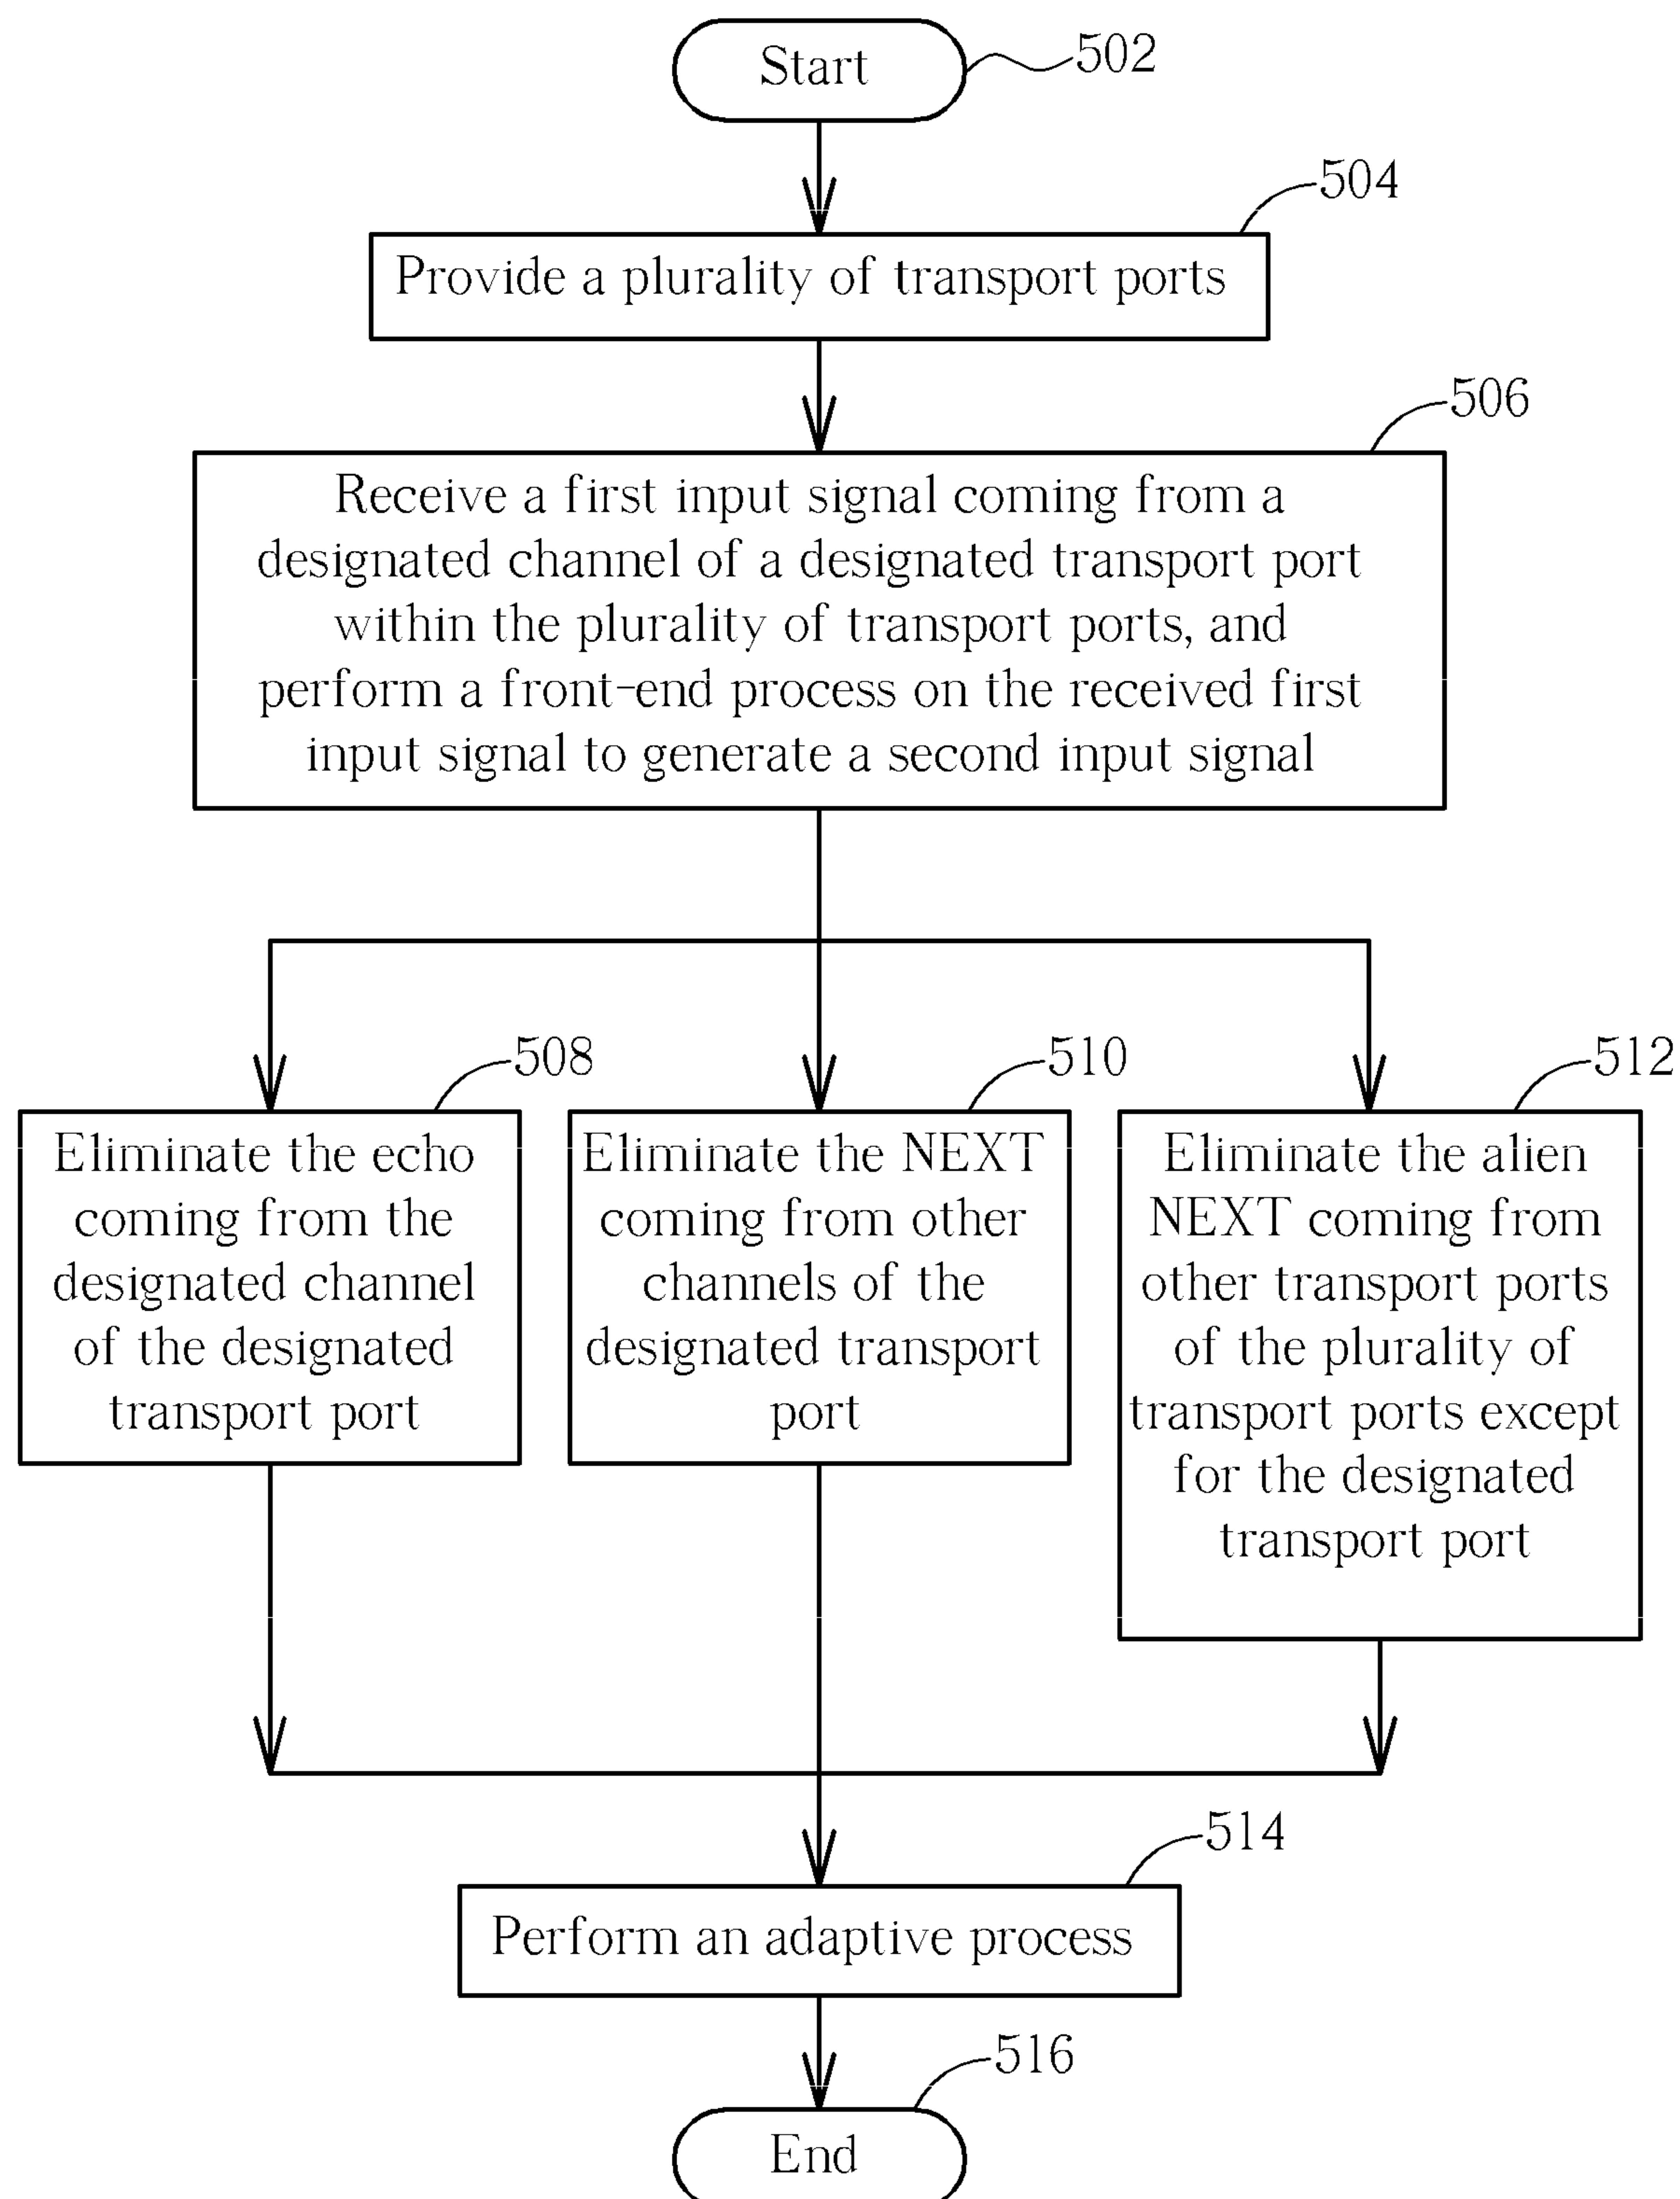 Start
502
504
Provide a plurality of transport ports
506
Receive a first input signal coming from a
designated channel of a designated transport port
within the plurality of transport ports, and
perform a front-end process on the received first
input signal to generate a second input signal
508
Eliminate the echo
coming from the
designated channel
of the designated
transport port
510
Eliminate the NEXT
coming from other
channels of the
designated transport
port
512
Eliminate the alien
NEXT coming from
other transport ports
of the plurality of
transport ports except
for the designated
transport port
514
Perform an adaptive process
516
End